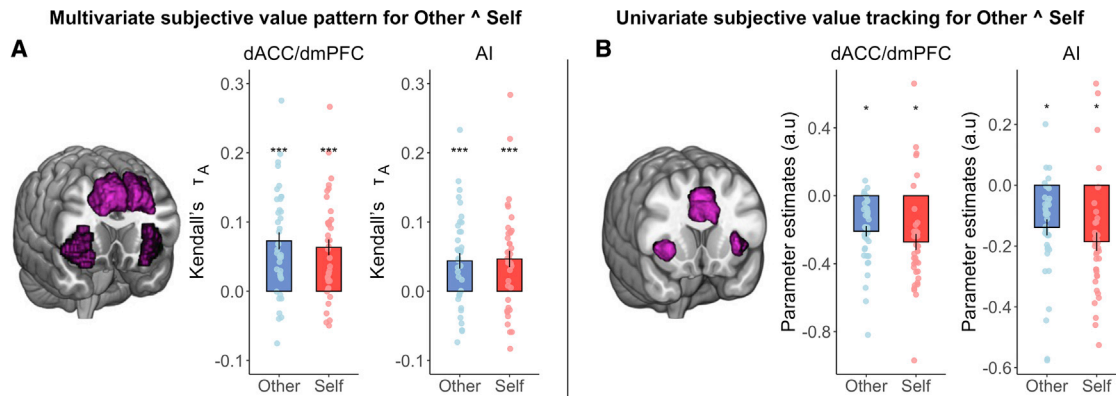 Multivariate subjective value pattern for Other ^ Self
Univariate subjective value tracking for Other ^ Self
A
dACC/dmPFC
AI
Kendall's τA
0.3
0.2
0.1
0.0
-0.1
***
***
Other
Self
Kendall's τA
0.3
0.2
0.1
0.0
-0.1
***
***
Other
Self
B
dACC/dmPFC
AI
Parameter estimates (a.u)
0.4
0.0
-0.4
-0.8
*
*
Other
Self
Parameter estimates (a.u)
0.2
0.0
-0.2
-0.4
-0.6
*
*
Other
Self